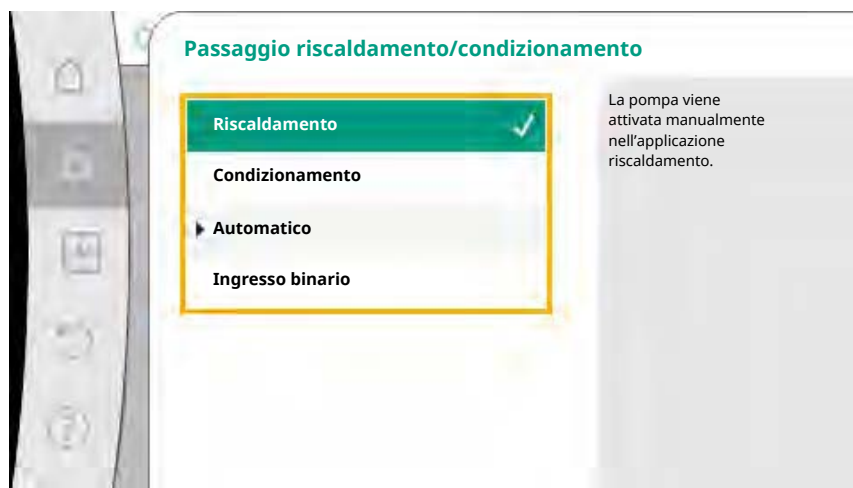 Passaggio riscaldamento/condizionamento
Riscaldamento
Condizionamento
Automatico
Ingresso binario
La pompa viene
attivata manualmente
nell'applicazione
riscaldamento.